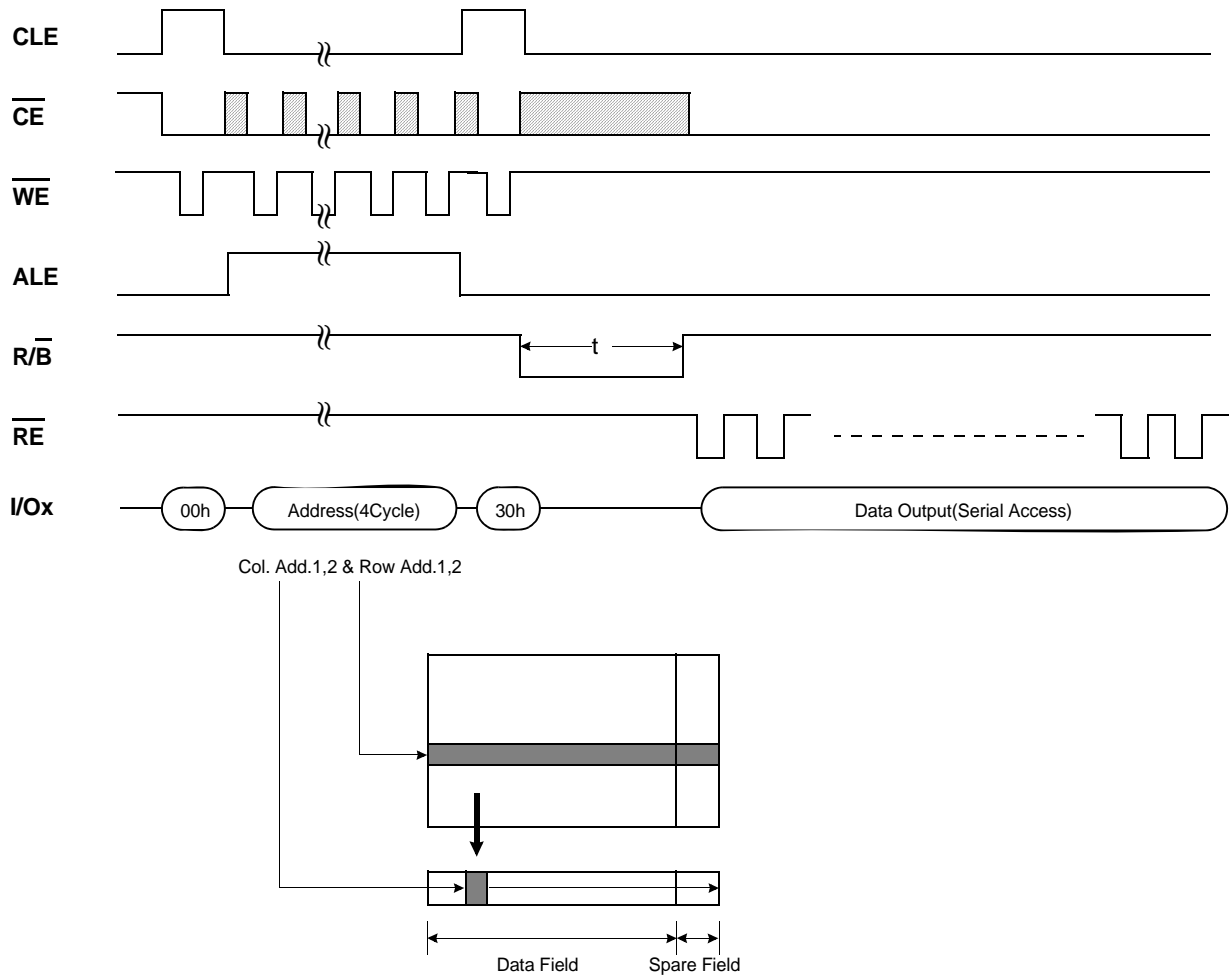 CLE
CE
WE
ALE
R/B
t
RE
I/Ox
00h
Address(4Cycle)
30h
Data Output(Serial Access)
Col. Add.1,2 & Row Add.1,2
Data Field
Spare Field